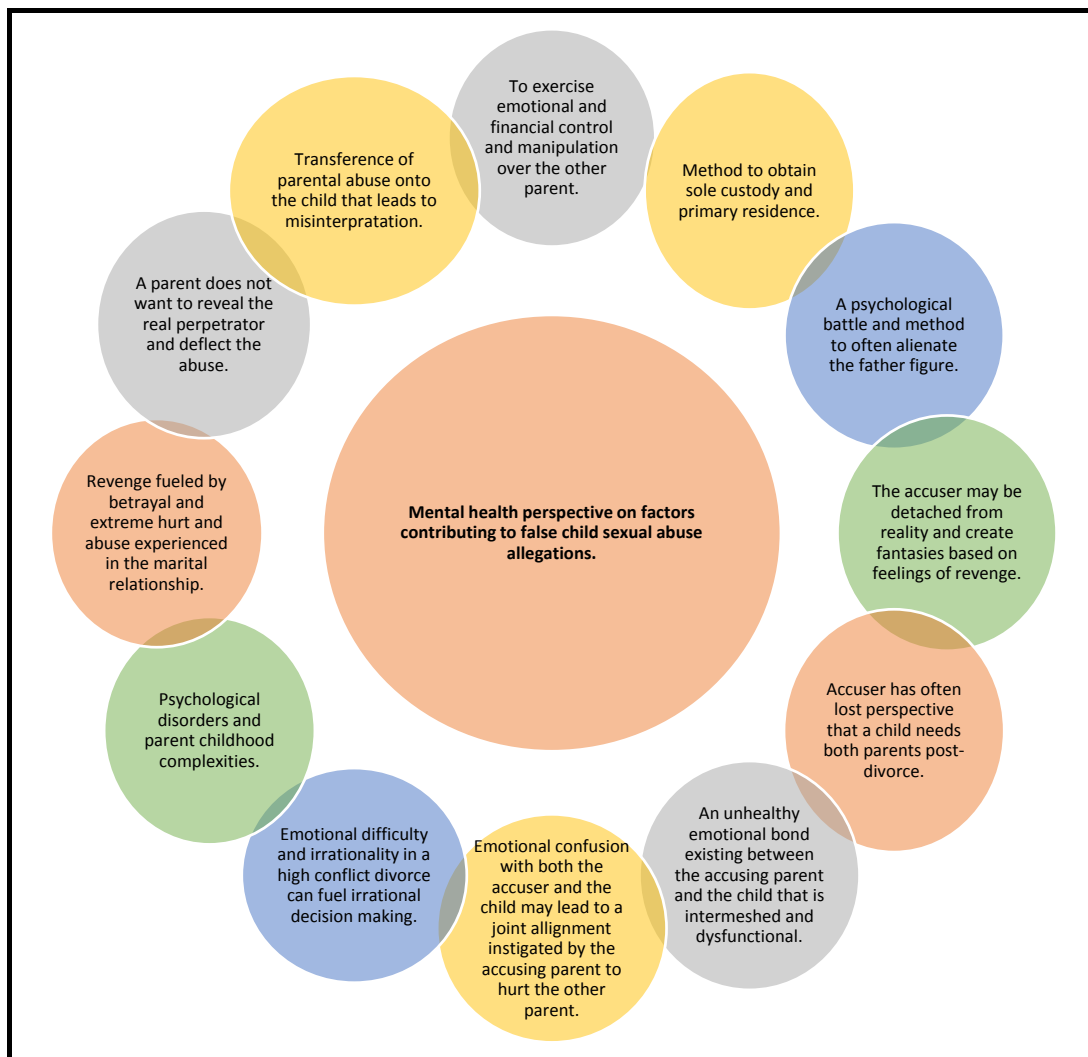 To exercise
emotional and
financial control
and manipulation
over the other
parent.
Method to obtain
sole custody and
primary residence.
A psychological
battle and method
to often alienate
the father figure.
The accuser may be
detached from
reality and create
fantasies based on
feelings of revenge.
Accuser has often
lost perspective
that a child needs
both parents post-
divorce.
An unhealthy
emotional bond
existing between
the accusing parent
and the child that is
intermeshed and
dysfunctional.
Emotional confusion
with both the
accuser and the
child may lead to a
joint allignment
instigated by the
accusing parent to
hurt the other
parent.
Emotional difficulty
and irrationality in a
high conflict divorce
can fuel irrational
decision making.
Psychological
disorders and
parent childhood
complexities.
Revenge fueled by
betrayal and
extreme hurt and
abuse experienced
in the marital
relationship.
A parent does not
want to reveal the
real perpetrator
and deflect the
abuse.
Transference of
parental abuse onto
the child that leads to
misinterpratation.
Mental health perspective on factors
contributing to false child sexual abuse
allegations.